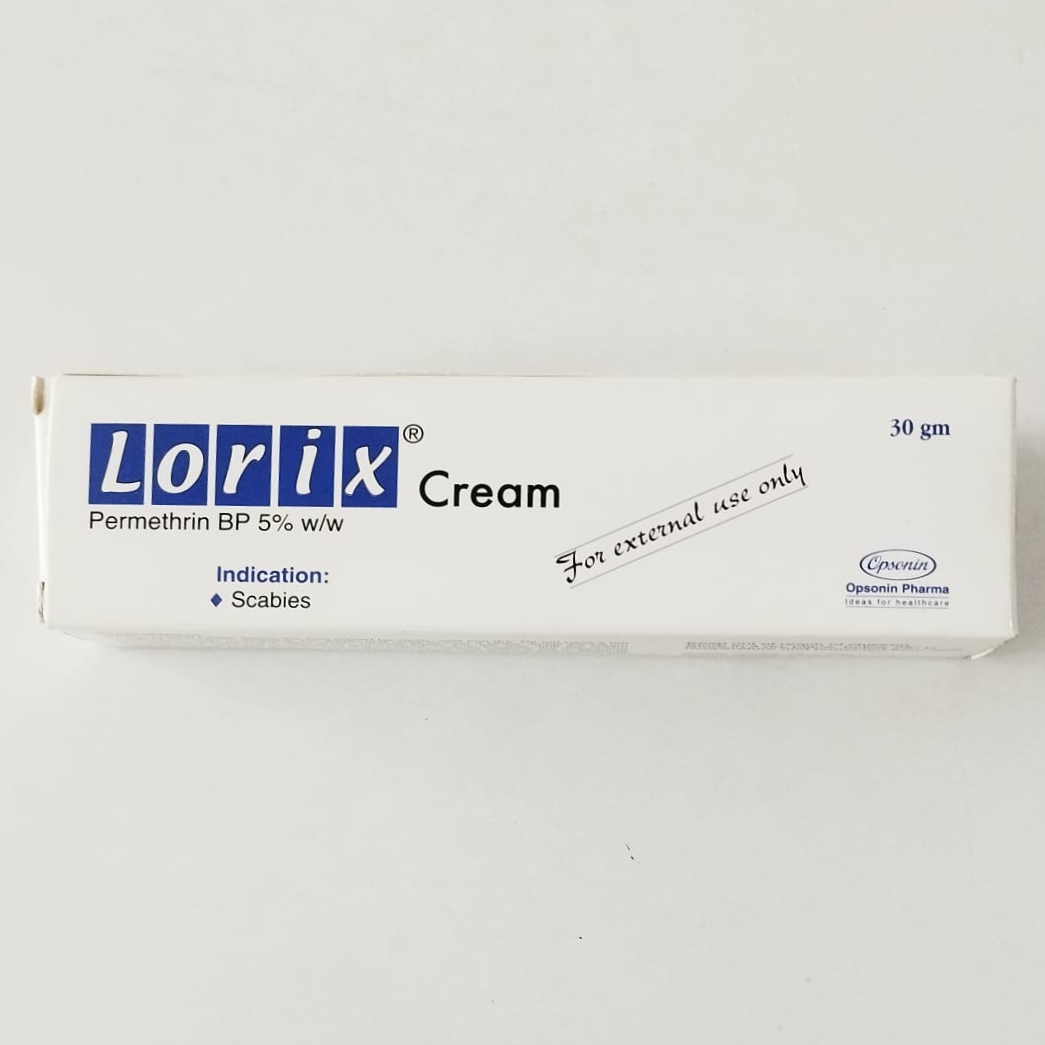 Lorix® Cream
30 gm
Permethrin BP 5% w/w
For external use only
Indication:
♦ Scabies
Opsonin
Opsonin Pharma
Ideas for healthcare